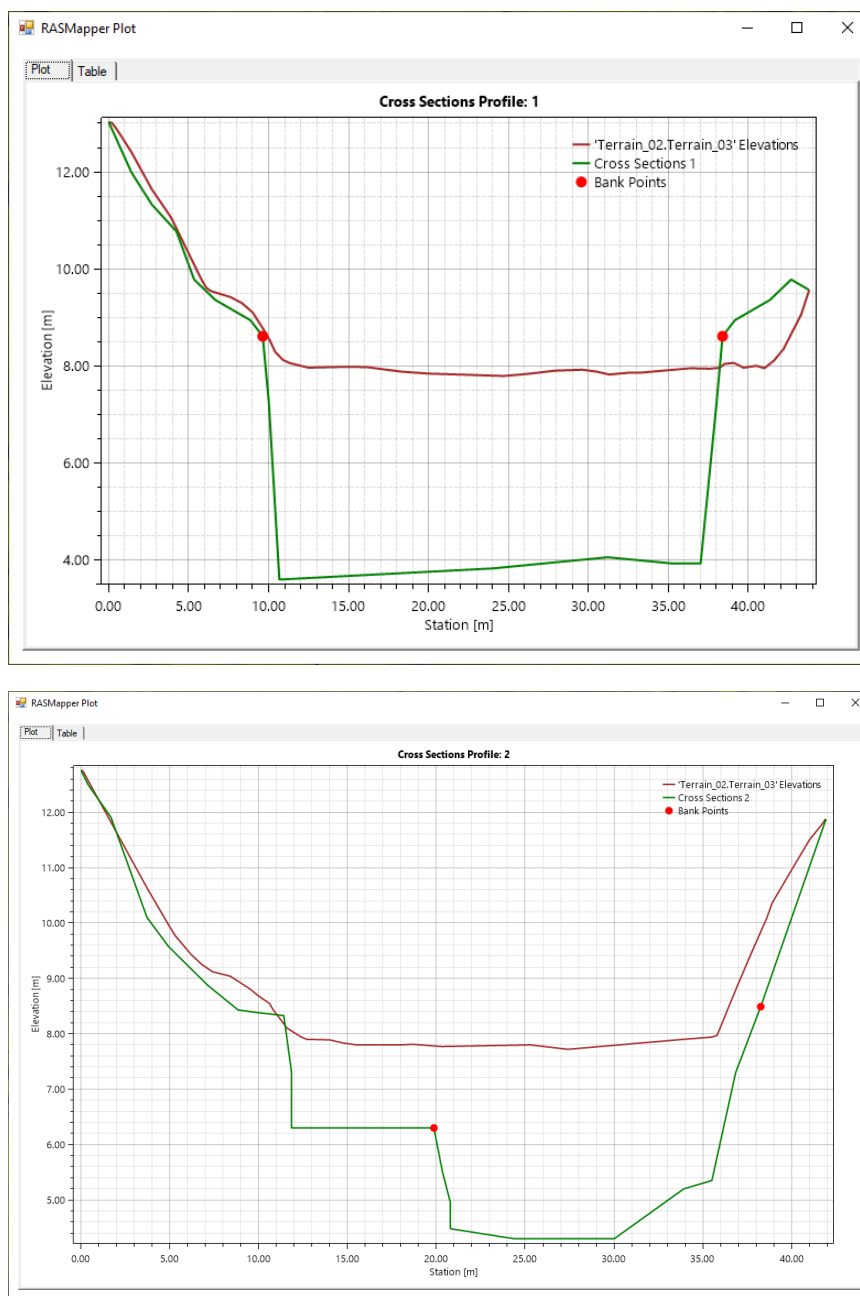 RASMapper Plot
Plot Table
Cross Sections Profile: 1
'Terrain_02.Terrain_03' Elevations
Cross Sections 1
Bank Points
12.00
10.00
8.00
6.00
4.00
Elevation [m]
0.00 5.00 10.00 15.00 20.00 25.00 30.00 35.00 40.00
Station [m]
RASMapper Plot
Plot Table
Cross Sections Profile: 2
'Terrain_02.Terrain_03' Elevations
Cross Sections 2
Bank Points
12.00
11.00
10.00
9.00
8.00
7.00
6.00
5.00
Elevation [m]
0.00 5.00 10.00 15.00 20.00 25.00 30.00 35.00 40.00
Station [m]